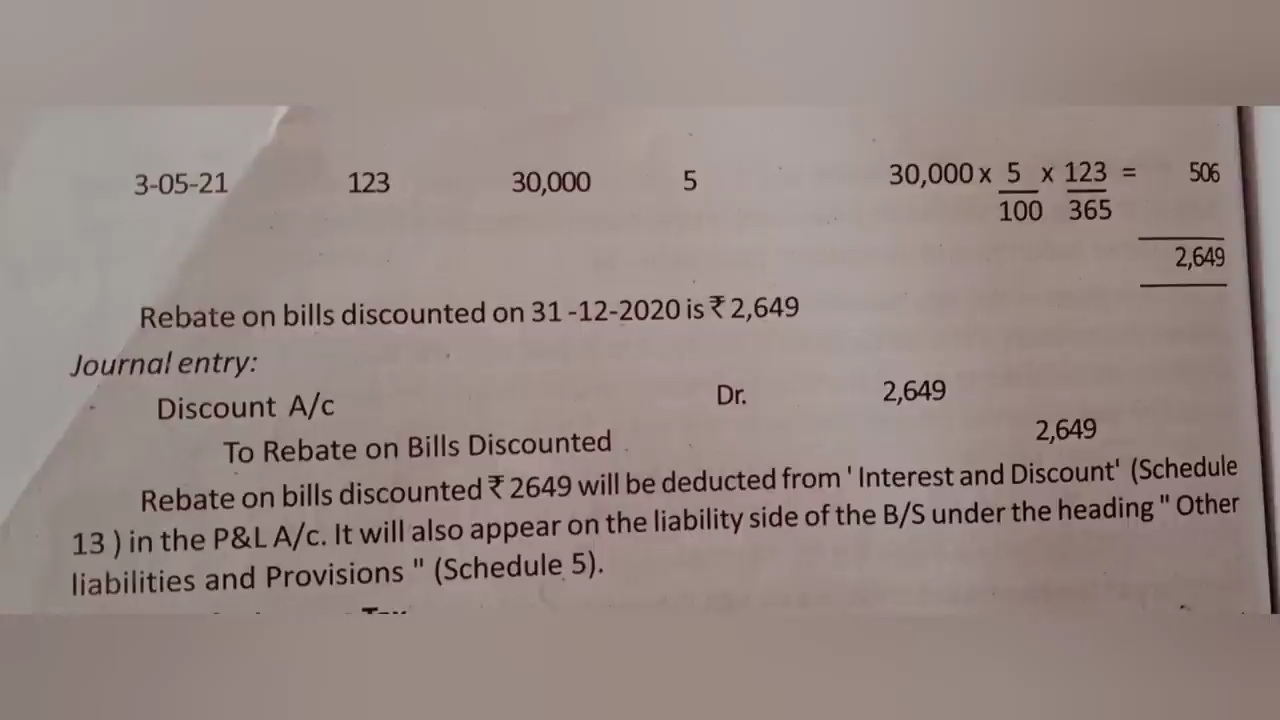 3-05-21 123 30,000 5 30,000 x 5/100 x 123/365 = 506
2,649
Rebate on bills discounted on 31 -12-2020 is ₹ 2,649
Journal entry:
Discount A/c Dr. 2,649
To Rebate on Bills Discounted 2,649
Rebate on bills discounted ₹ 2649 will be deducted from ' Interest and Discount' (Schedule
13 ) in the P&L A/c. It will also appear on the liability side of the B/S under the heading " Other
liabilities and Provisions " (Schedule 5).